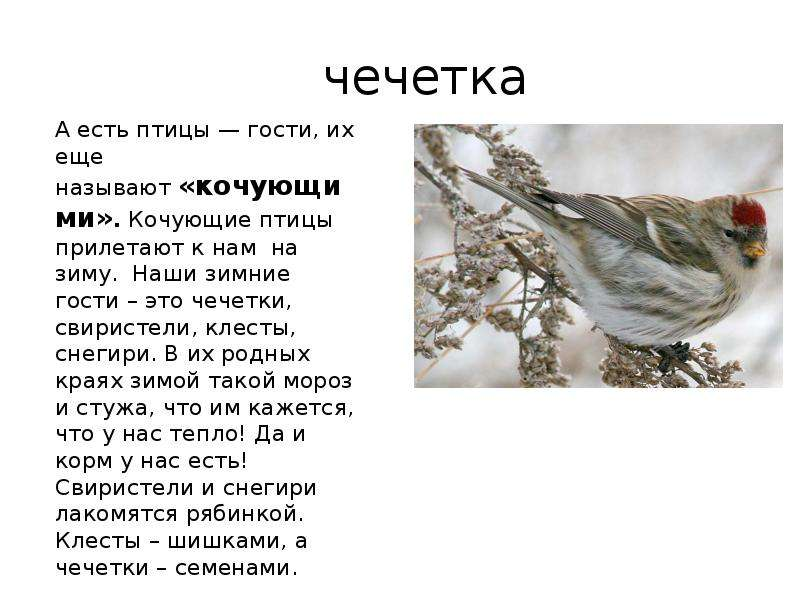 чечетка
А есть птицы — гости, их
еще
называют «кочующи
ми». Кочующие птицы
прилетают к нам на
зиму. Наши зимние
гости – это чечетки,
свиристели, клесты,
снегири. В их родных
краях зимой такой мороз
и стужа, что им кажется,
что у нас тепло! Да и
корм у нас есть!
Свиристели и снегири
лакомятся рябинкой.
Клесты – шишками, а
чечетки – семенами.